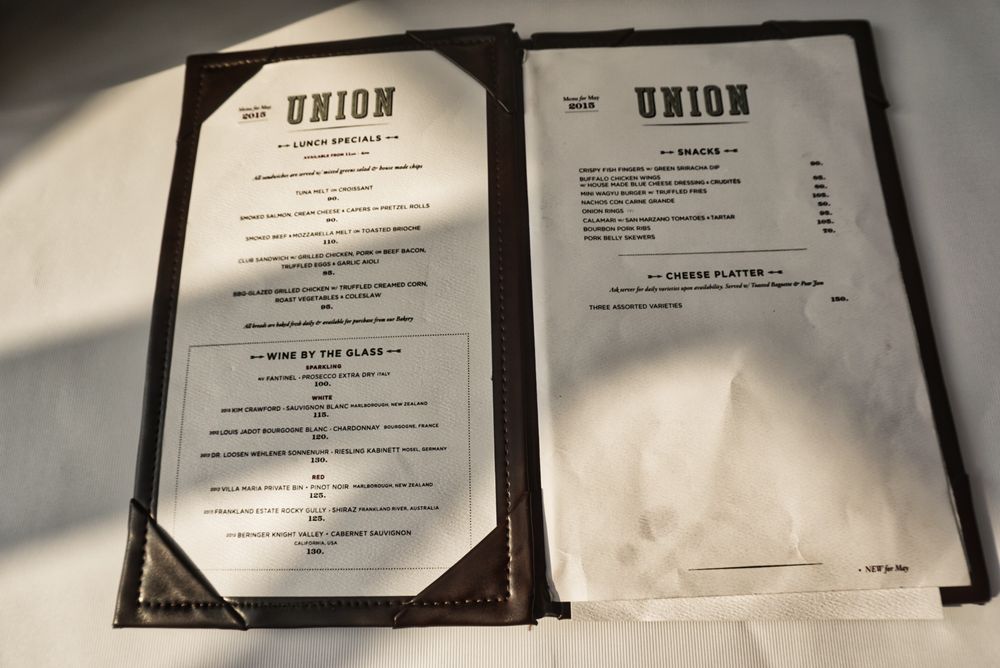 Menu for May
2015
UNION
LUNCH SPECIALS
AVAILABLE FROM 11am - 6pm
All sandwiches are served w/ mixed greens salad & house made chips
TUNA MELT on CROISSANT
90.
SMOKED SALMON, CREAM CHEESE & CAPERS on PRETZEL ROLLS
90.
SMOKED BEEF & MOZZARELLA MELT on TOASTED BRIOCHE
110.
CLUB SANDWICH w/ GRILLED CHICKEN, PORK or BEEF BACON,
TRUFFLED EGGS & GARLIC AIOLI
95.
BBQ-GLAZED GRILLED CHICKEN w/ TRUFFLED CREAMED CORN,
ROAST VEGETABLES & COLESLAW
95.
All breads are baked fresh daily & available for purchase from our Bakery
WINE BY THE GLASS
SPARKLING
NV FANTINEL - PROSECCO EXTRA DRY ITALY
100.
WHITE
KIM CRAWFORD - SAUVIGNON BLANC MARLBOROUGH, NEW ZEALAND
115.
2012 LOUIS JADOT BOURGOGNE BLANC - CHARDONNAY BOURGOGNE, FRANCE
120.
DR. LOOSEN WEHLENER SONNENUHR - RIESLING KABINETT MOSEL, GERMANY
130.
RED
2012 VILLA MARIA PRIVATE BIN - PINOT NOIR MARLBOROUGH, NEW ZEALAND
125.
FRANKLAND ESTATE ROCKY GULLY - SHIRAZ FRANKLAND RIVER, AUSTRALIA
125.
BERINGER KNIGHT VALLEY - CABERNET SAUVIGNON
CALIFORNIA, USA
130.
Menu for May
2015
UNION
SNACKS
CRISPY FISH FINGERS w/ GREEN SRIRACHA DIP
BUFFALO CHICKEN WINGS
w/ HOUSE MADE BLUE CHEESE DRESSING & CRUDITÉS
MINI WAGYU BURGER w/ TRUFFLED FRIES
NACHOS CON CARNE GRANDE
ONION RINGS
CALAMARI w/ SAN MARZANO TOMATOES & TARTAR
BOURBON PORK RIBS
PORK BELLY SKEWERS 70.
CHEESE PLATTER
Ask server for daily varieties upon availability. Served w/ Toasted Baguette & Pear Jam
THREE ASSORTED VARIETIES 150.
• NEW for May